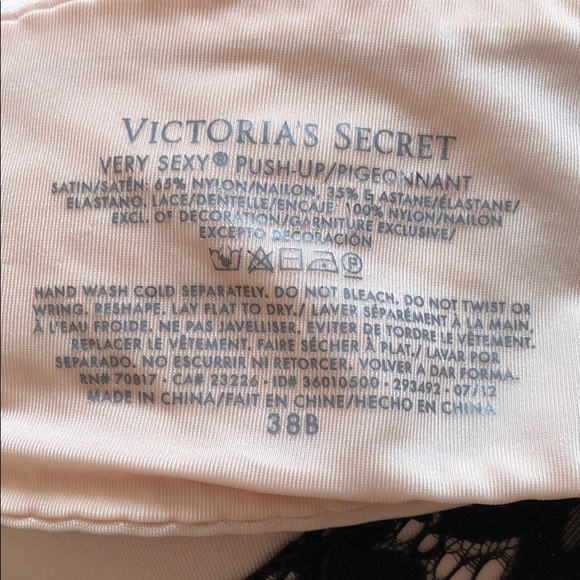 VICTORIA'S SECRET
VERY SEXY® PUSH-UP/PIGEONNANT
SATIN/SATÉN: 65% NYLON/NAILON, 35% ELASTANE/ÉLASTANE/
ELASTANO. LACE/DENTELLE/ENCAJE: 100% NYLON/NAILON
EXCL. OF DECORATION/GARNITURE EXCLUSIVE/
EXCEPTO DECORACIÓN
HAND WASH COLD SEPARATELY. DO NOT BLEACH. DO NOT TWIST OR
WRING. RESHAPE. LAY FLAT TO DRY./ LAVER SÉPARÉMENT À LA MAIN,
À L'EAU FROIDE. NE PAS JAVELLISER. EVITER DE TORDRE LE VÊTEMENT.
REPLACER LE VÊTEMENT. FAIRE SÉCHER À PLAT./ LAVAR POR
SEPARADO. NO ESCURRIR NI RETORCER. VOLVER A DAR FORMA.
RN# 70817 • CA# 23226 • ID# 36010500 • 293492 • 07/12
MADE IN CHINA/FAIT EN CHINE/HECHO EN CHINA
38B